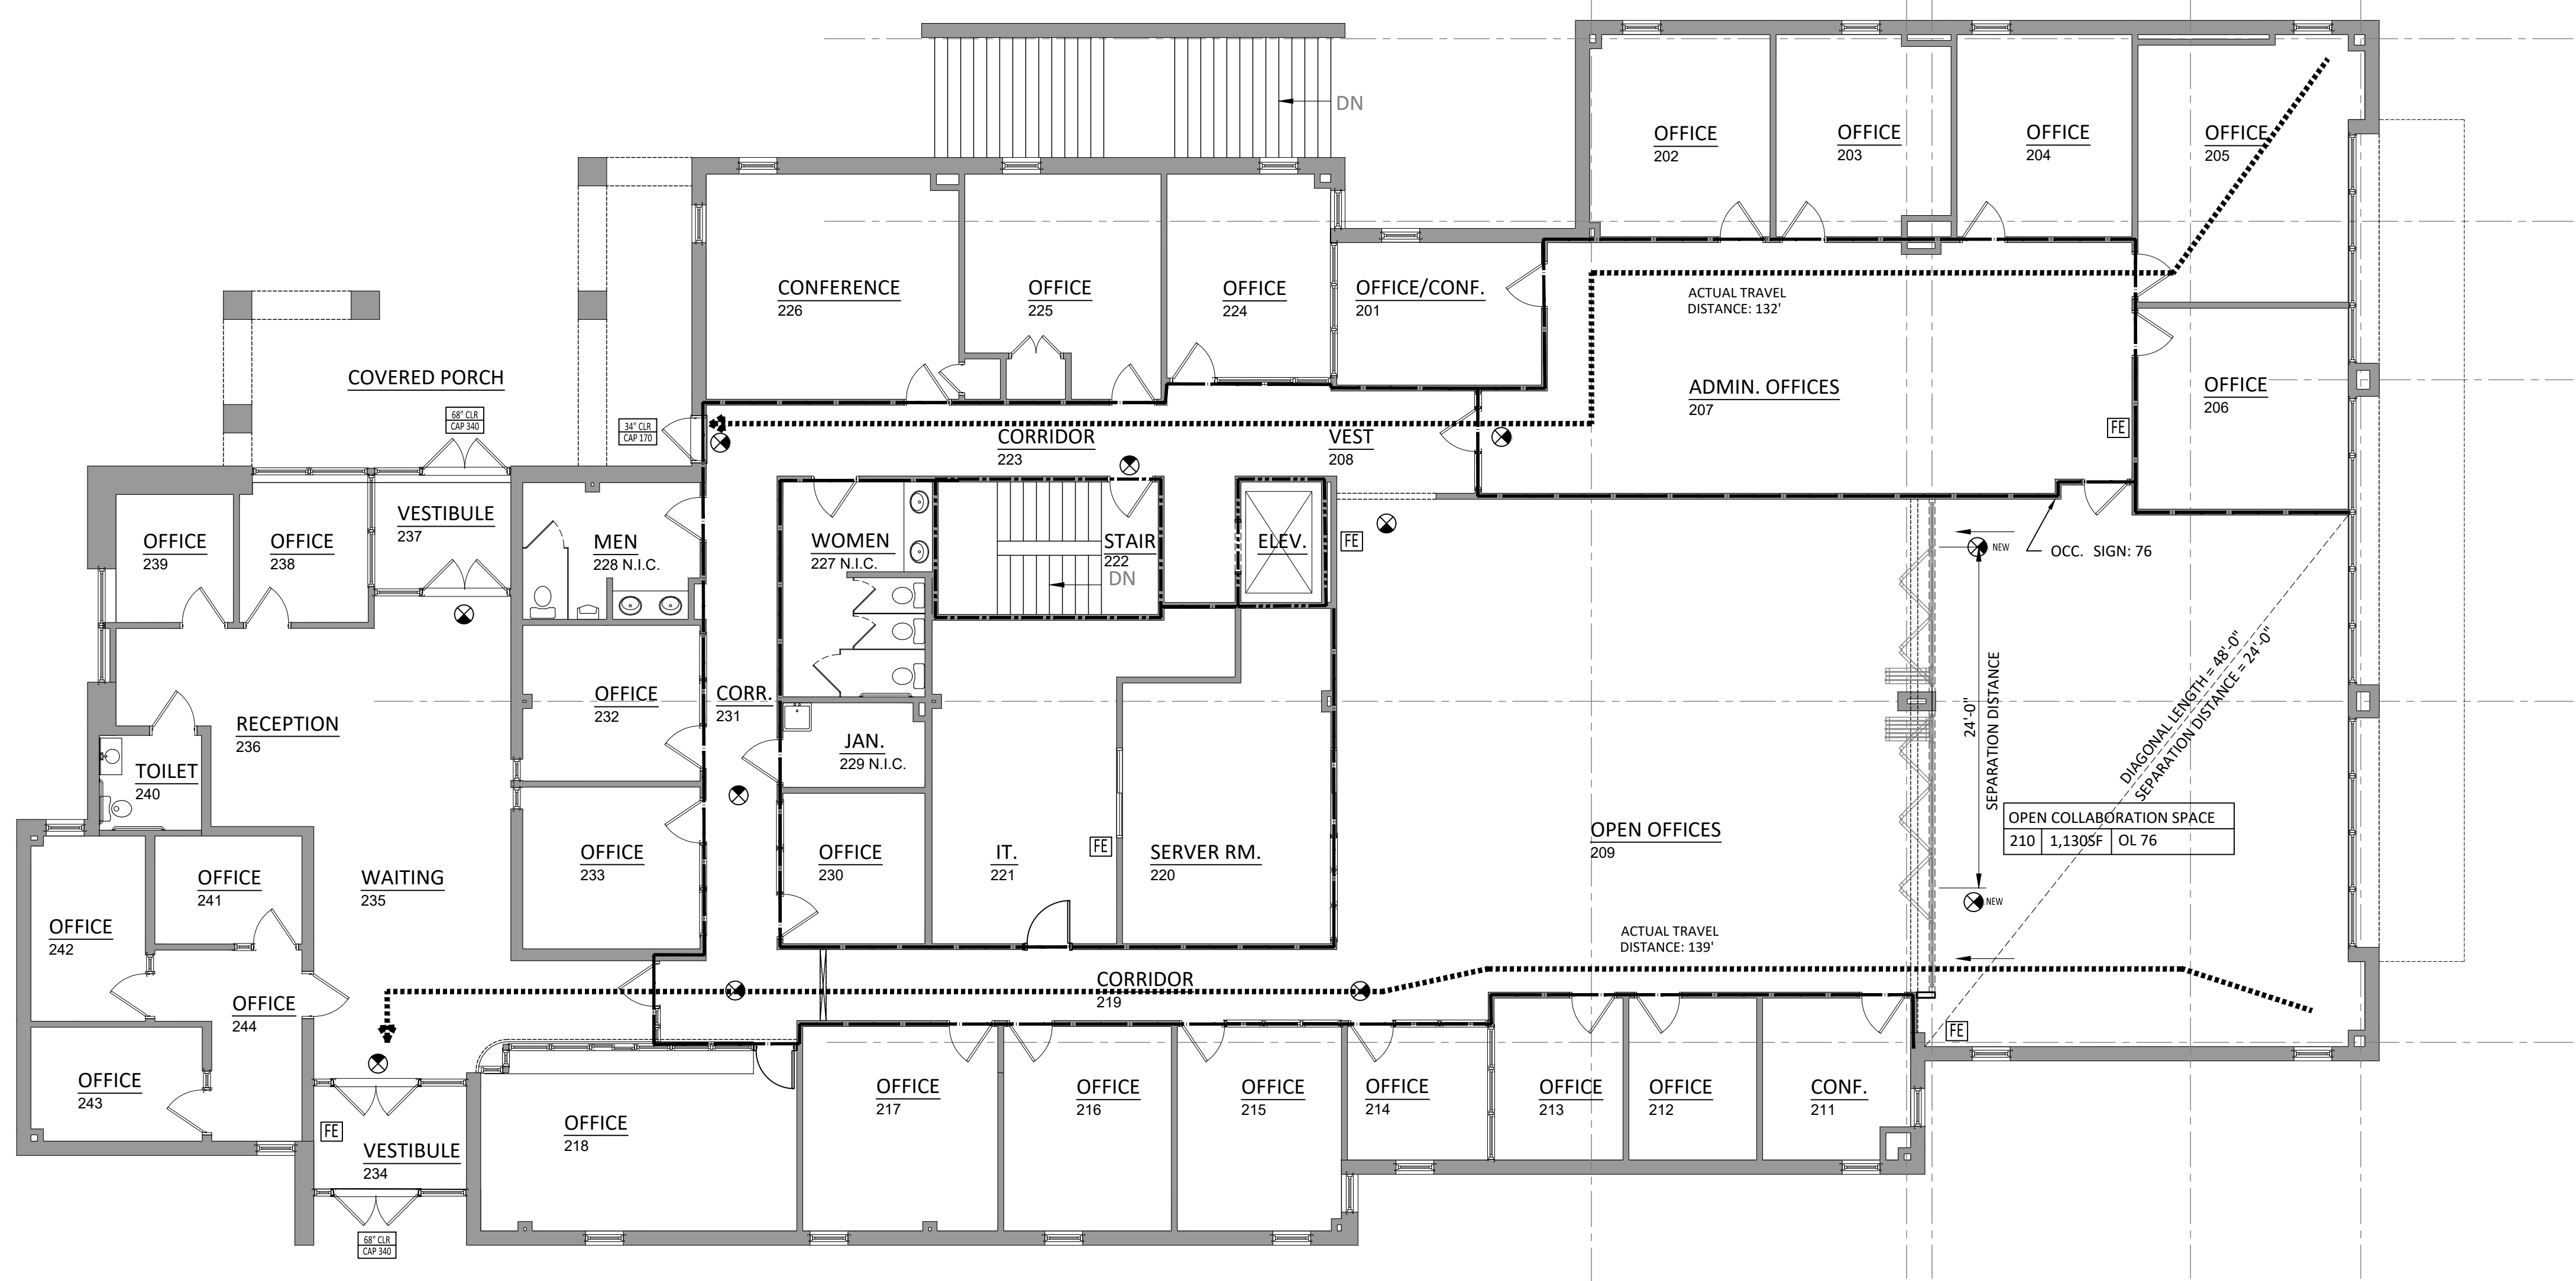 DN
OFFICE
202
OFFICE
203
OFFICE
204
OFFICE
205
CONFERENCE
226
OFFICE
225
OFFICE
224
OFFICE/CONF.
201
ACTUAL TRAVEL
DISTANCE: 132'
COVERED PORCH
ADMIN. OFFICES
207
OFFICE
206
68" CLR
CAP 340
34" CLR
CAP 170
FE
CORRIDOR
223
VEST
208
VESTIBULE
237
OFFICE
239
OFFICE
238
MEN
228 N.I.C.
WOMEN
227 N.I.C.
STAIR
222
DN
ELEV.
FE
NEW
OCC. SIGN: 76
DIAGONAL LENGTH = 48'-0"
SEPARATION DISTANCE = 24'-0"
24'-0"
SEPARATION DISTANCE
OFFICE
232
CORR.
231
RECEPTION
236
JAN.
229 N.I.C.
TOILET
240
OPEN COLLABORATION SPACE
210 1,130SF OL 76
OPEN OFFICES
209
FE
OFFICE
233
OFFICE
230
IT.
221
SERVER RM.
220
OFFICE
241
WAITING
235
NEW
OFFICE
242
ACTUAL TRAVEL
DISTANCE: 139'
OFFICE
244
CORRIDOR
219
FE
OFFICE
243
OFFICE
217
OFFICE
216
OFFICE
215
OFFICE
214
OFFICE
213
OFFICE
212
CONF.
211
FE
OFFICE
218
VESTIBULE
234
68" CLR
CAP 340